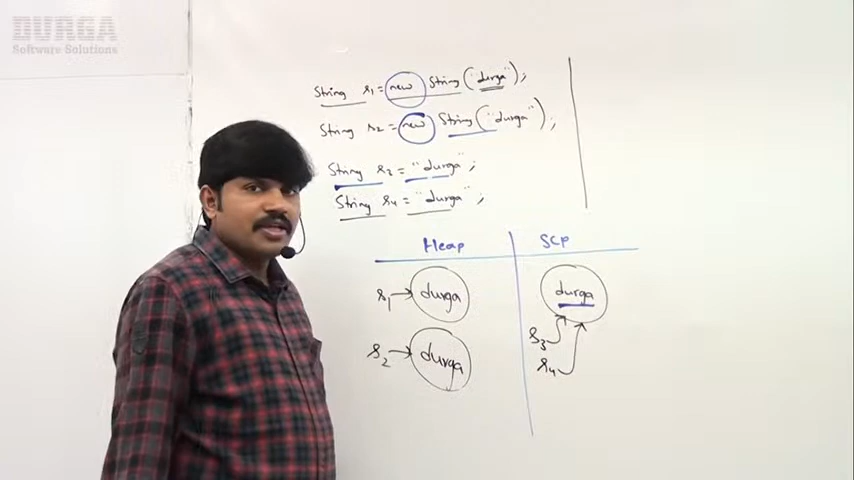 DURGA
Software Solutions
String s1 = new String("durga");
String s2 = new String("durga");
String s3 = "durga";
String s4 = "durga";
Heap SCP
s1 → durga
durga
s2 → durga
s3
s4